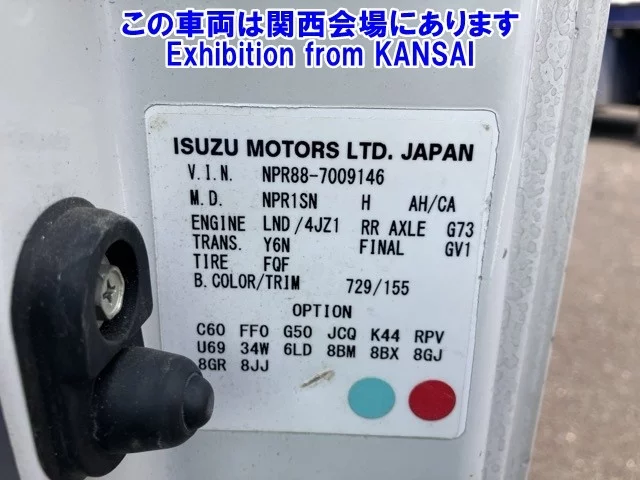 この車両は関西会場にあります
Exhibition from KANSAI
ISUZU MOTORS LTD. JAPAN
V.I.N. NPR88-7009146
M.D. NPR1SN H AH/CA
ENGINE LND/4JZ1 RR AXLE G73
TRANS. Y6N FINAL GV1
TIRE FQF
B.COLOR/TRIM 729/155
OPTION
C60 FF0 G50 JCQ K44 RPV
U69 34W 6LD 8BM 8BX 8GJ
8GR 8JJ